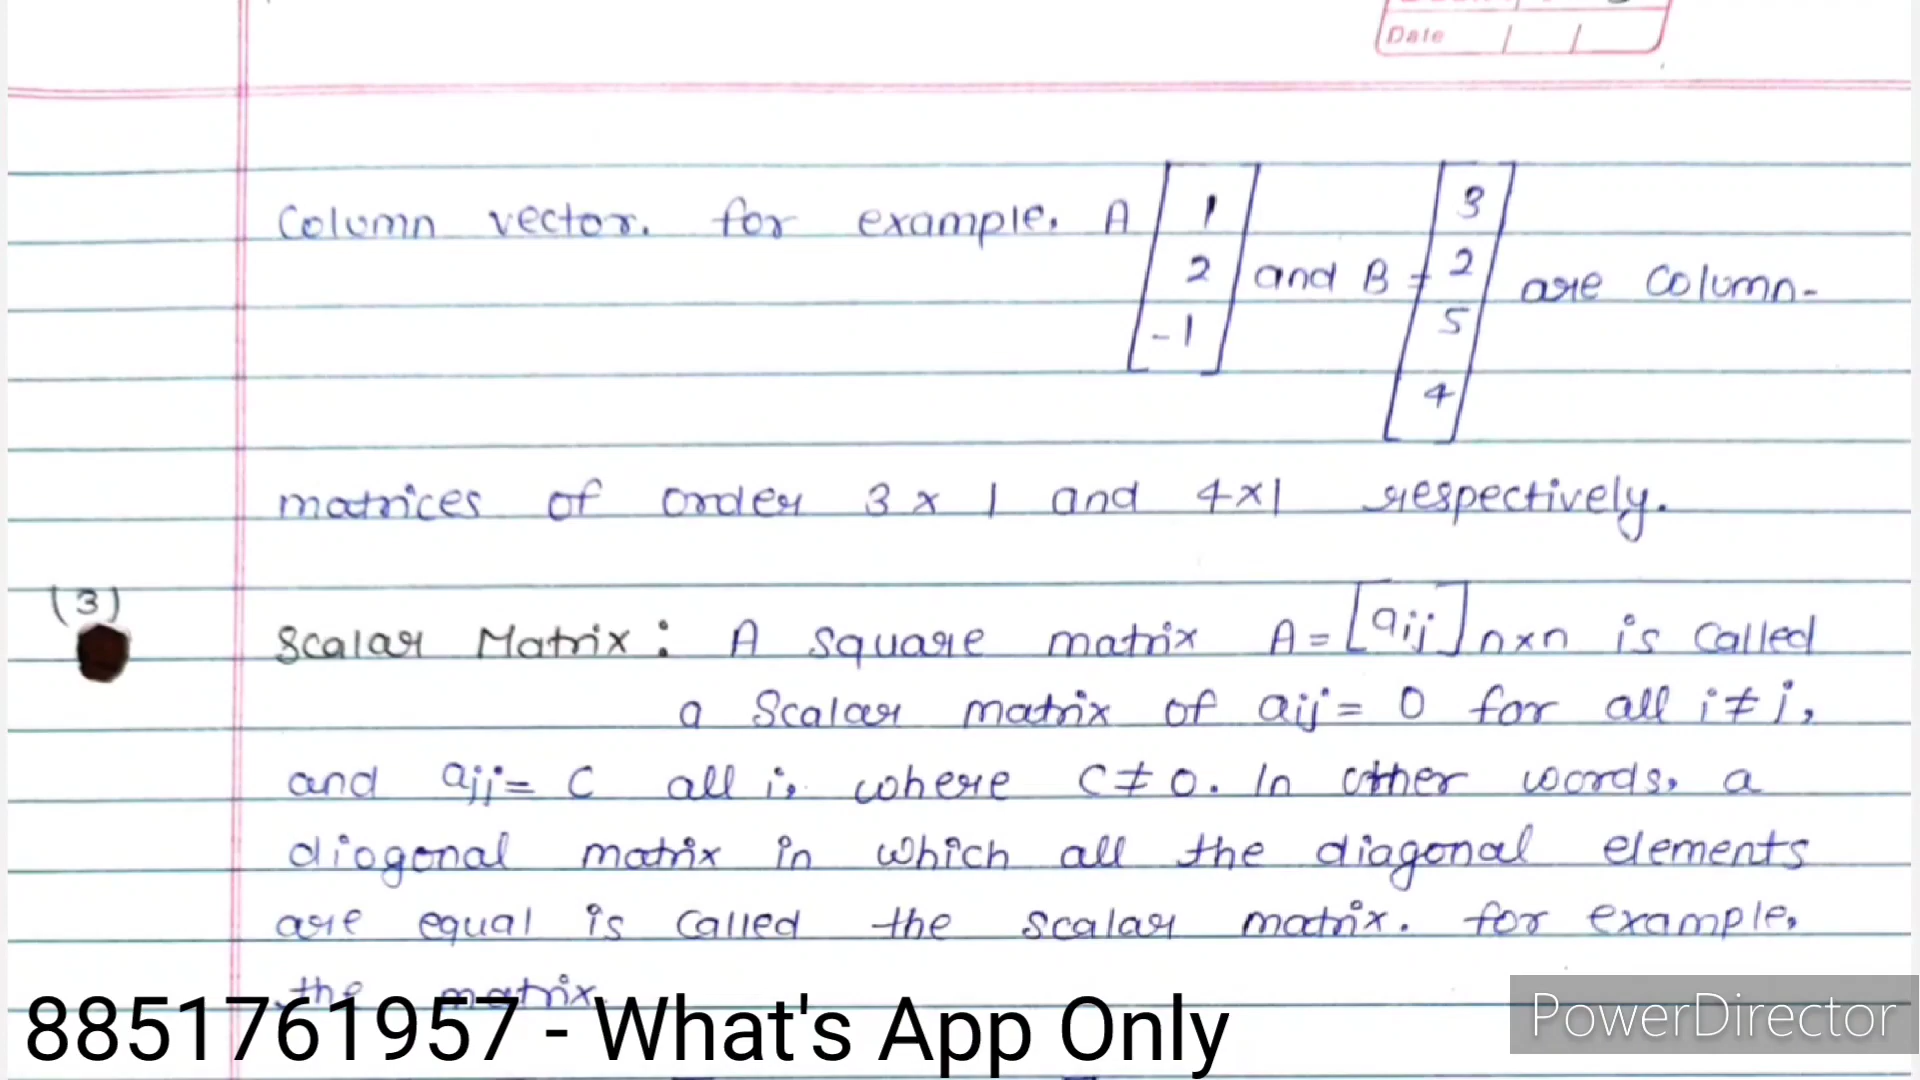 Date / /
Column vector. for example. A [1 and B = [3 are Column-
2 2
-1] 5
4]
matrices of order 3 x 1 and 4x1 respectively.
(3)
Scalar Matrix : A square matrix A = [aij] nxn is called
a Scalar matrix of aij = 0 for all i ≠ j,
and ajj = C all i, where C ≠ 0. In other words, a
diogonal matrix in which all the diagonal elements
are equal is called the scalar matrix. for example,
the matrix
8851761957 - What's App Only
PowerDirector